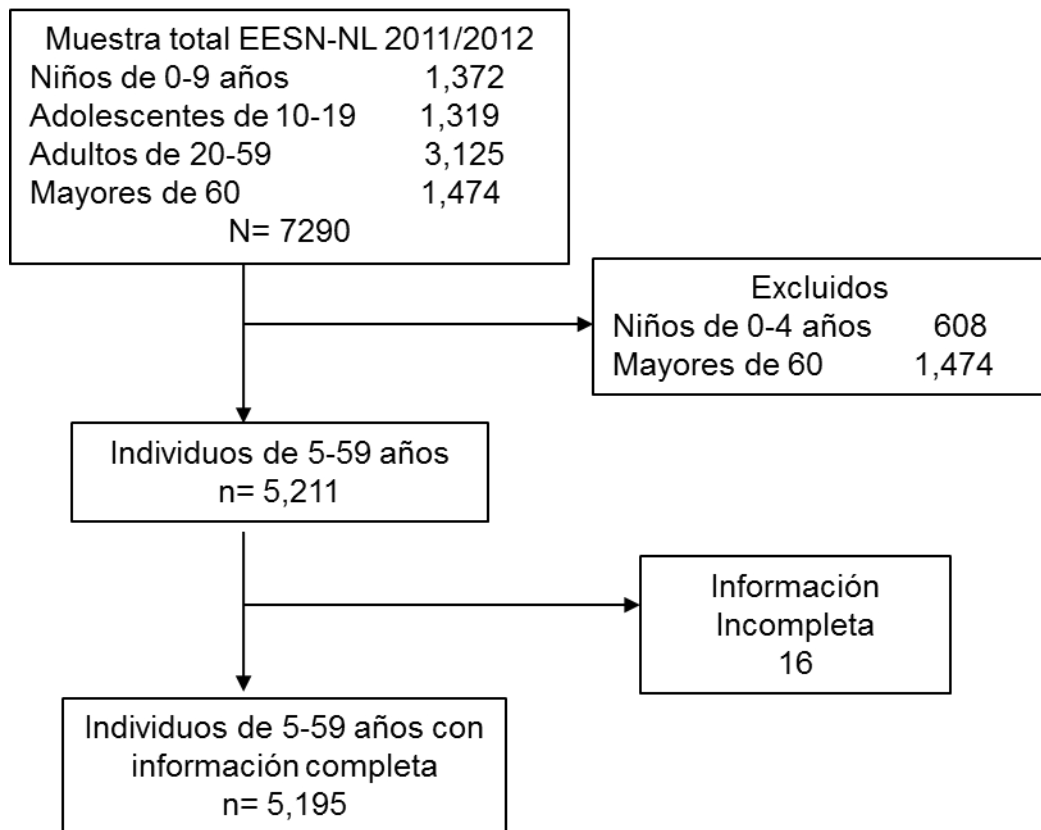 Muestra total EESN-NL 2011/2012
Niños de 0-9 años 1,372
Adolescentes de 10-19 1,319
Adultos de 20-59 3,125
Mayores de 60 1,474
N= 7290
Excluidos
Niños de 0-4 años 608
Mayores de 60 1,474
Individuos de 5-59 años
n= 5,211
Información
Incompleta
16
Individuos de 5-59 años con
información completa
n= 5,195